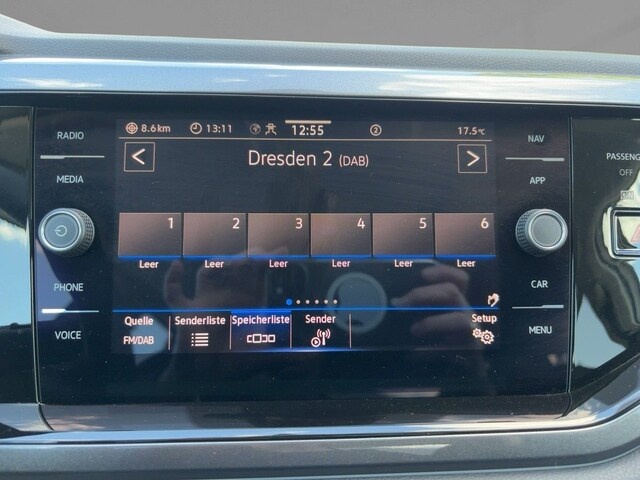 8.6km 13:11 12:55 2 17.5°C
Dresden 2 (DAB)
1 2 3 4 5 6
Leer Leer Leer Leer Leer Leer
Quelle Senderliste Speicherliste Sender Setup
FM/DAB
RADIO
MEDIA
PHONE
VOICE
NAV
APP
CAR
MENU
PASSENG
OFF